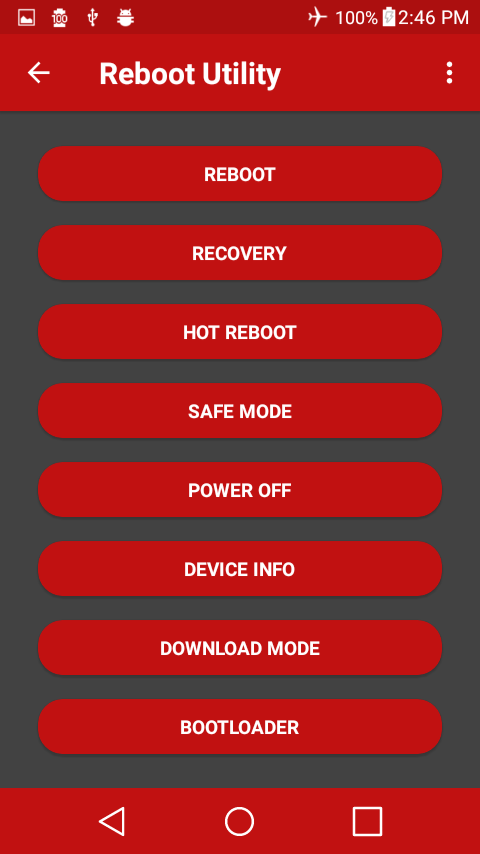 100 100% 2:46 PM
Reboot Utility
REBOOT
RECOVERY
HOT REBOOT
SAFE MODE
POWER OFF
DEVICE INFO
DOWNLOAD MODE
BOOTLOADER